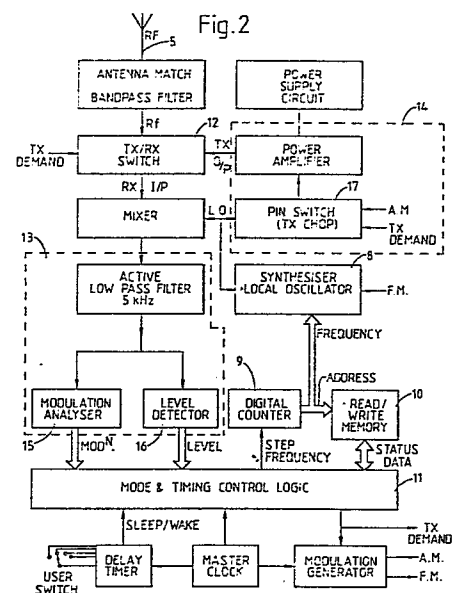 Fig.2
RF
5
ANTENNA MATCH
BANDPASS FILTER
POWER
SUPPLY
CIRCUIT
Rf
12
14
TX
DEMAND
TX/RX
SWITCH
TX
O/P
POWER
AMPLIFIER
RX I/P
17
MIXER
L O
PIN SWITCH
(TX CHOP)
A.M
TX
DEMAND
13
8
ACTIVE
LOW PASS FILTER
5 kHz
SYNTHESISER
LOCAL OSCILLATOR
F.M.
FREQUENCY
9
ADDRESS
10
MODULATION
ANALYSER
LEVEL
DETECTOR
DIGITAL
COUNTER
READ/
WRITE
MEMORY
15
MODN.
16
LEVEL
STEP
FREQUENCY
STATUS
DATA
11
MODE & TIMING CONTROL LOGIC
SLEEP/WAKE
TX
DEMAND
USER
SWITCH
DELAY
TIMER
MASTER
CLOCK
MODULATION
GENERATOR
A.M.
F.M.